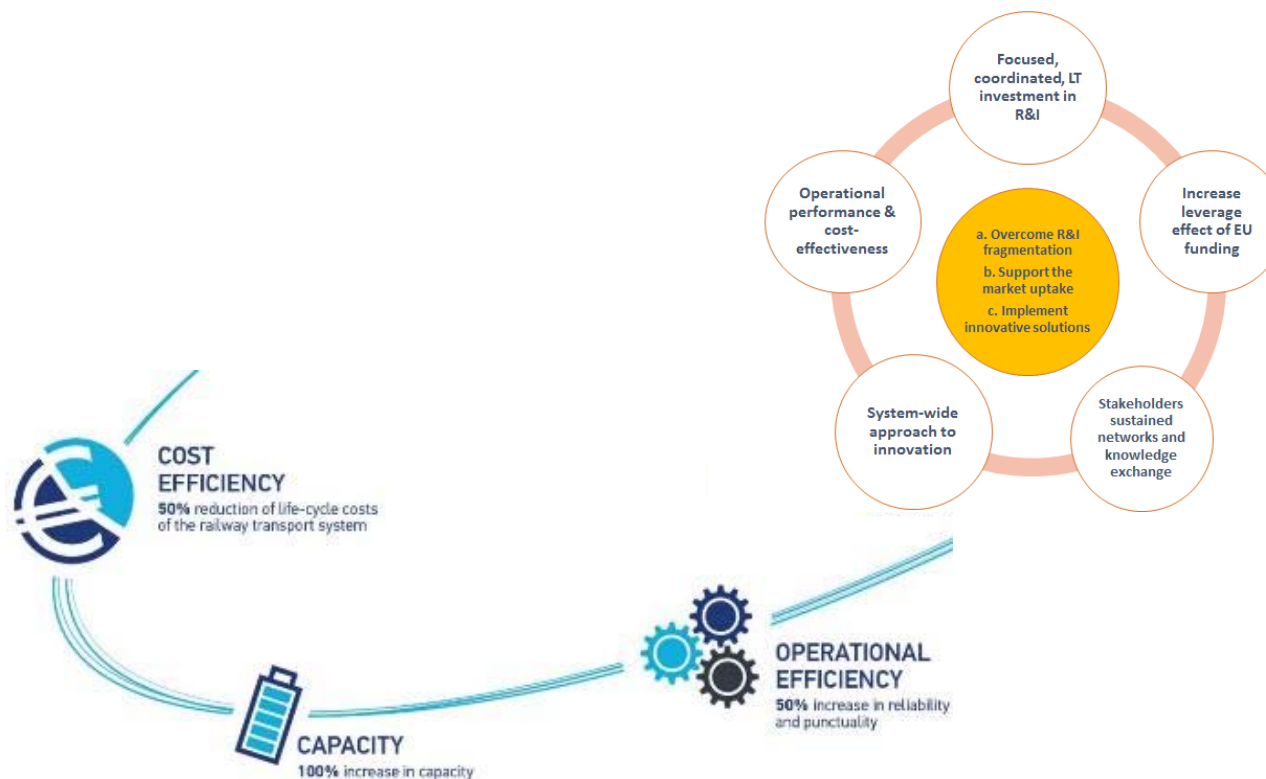 Focused,
coordinated, LT
investment in
R&I
Operational
performance &
cost-
effectiveness
Increase
leverage
effect of EU
funding
a. Overcome R&I
fragmentation
b. Support the
market uptake
c. Implement
innovative solutions
System-wide
approach to
innovation
Stakeholders
sustained
networks and
knowledge
exchange
COST
EFFICIENCY
50% reduction of life-cycle costs
of the railway transport system
OPERATIONAL
EFFICIENCY
50% increase in reliability
and punctuality
CAPACITY
100% increase in capacity